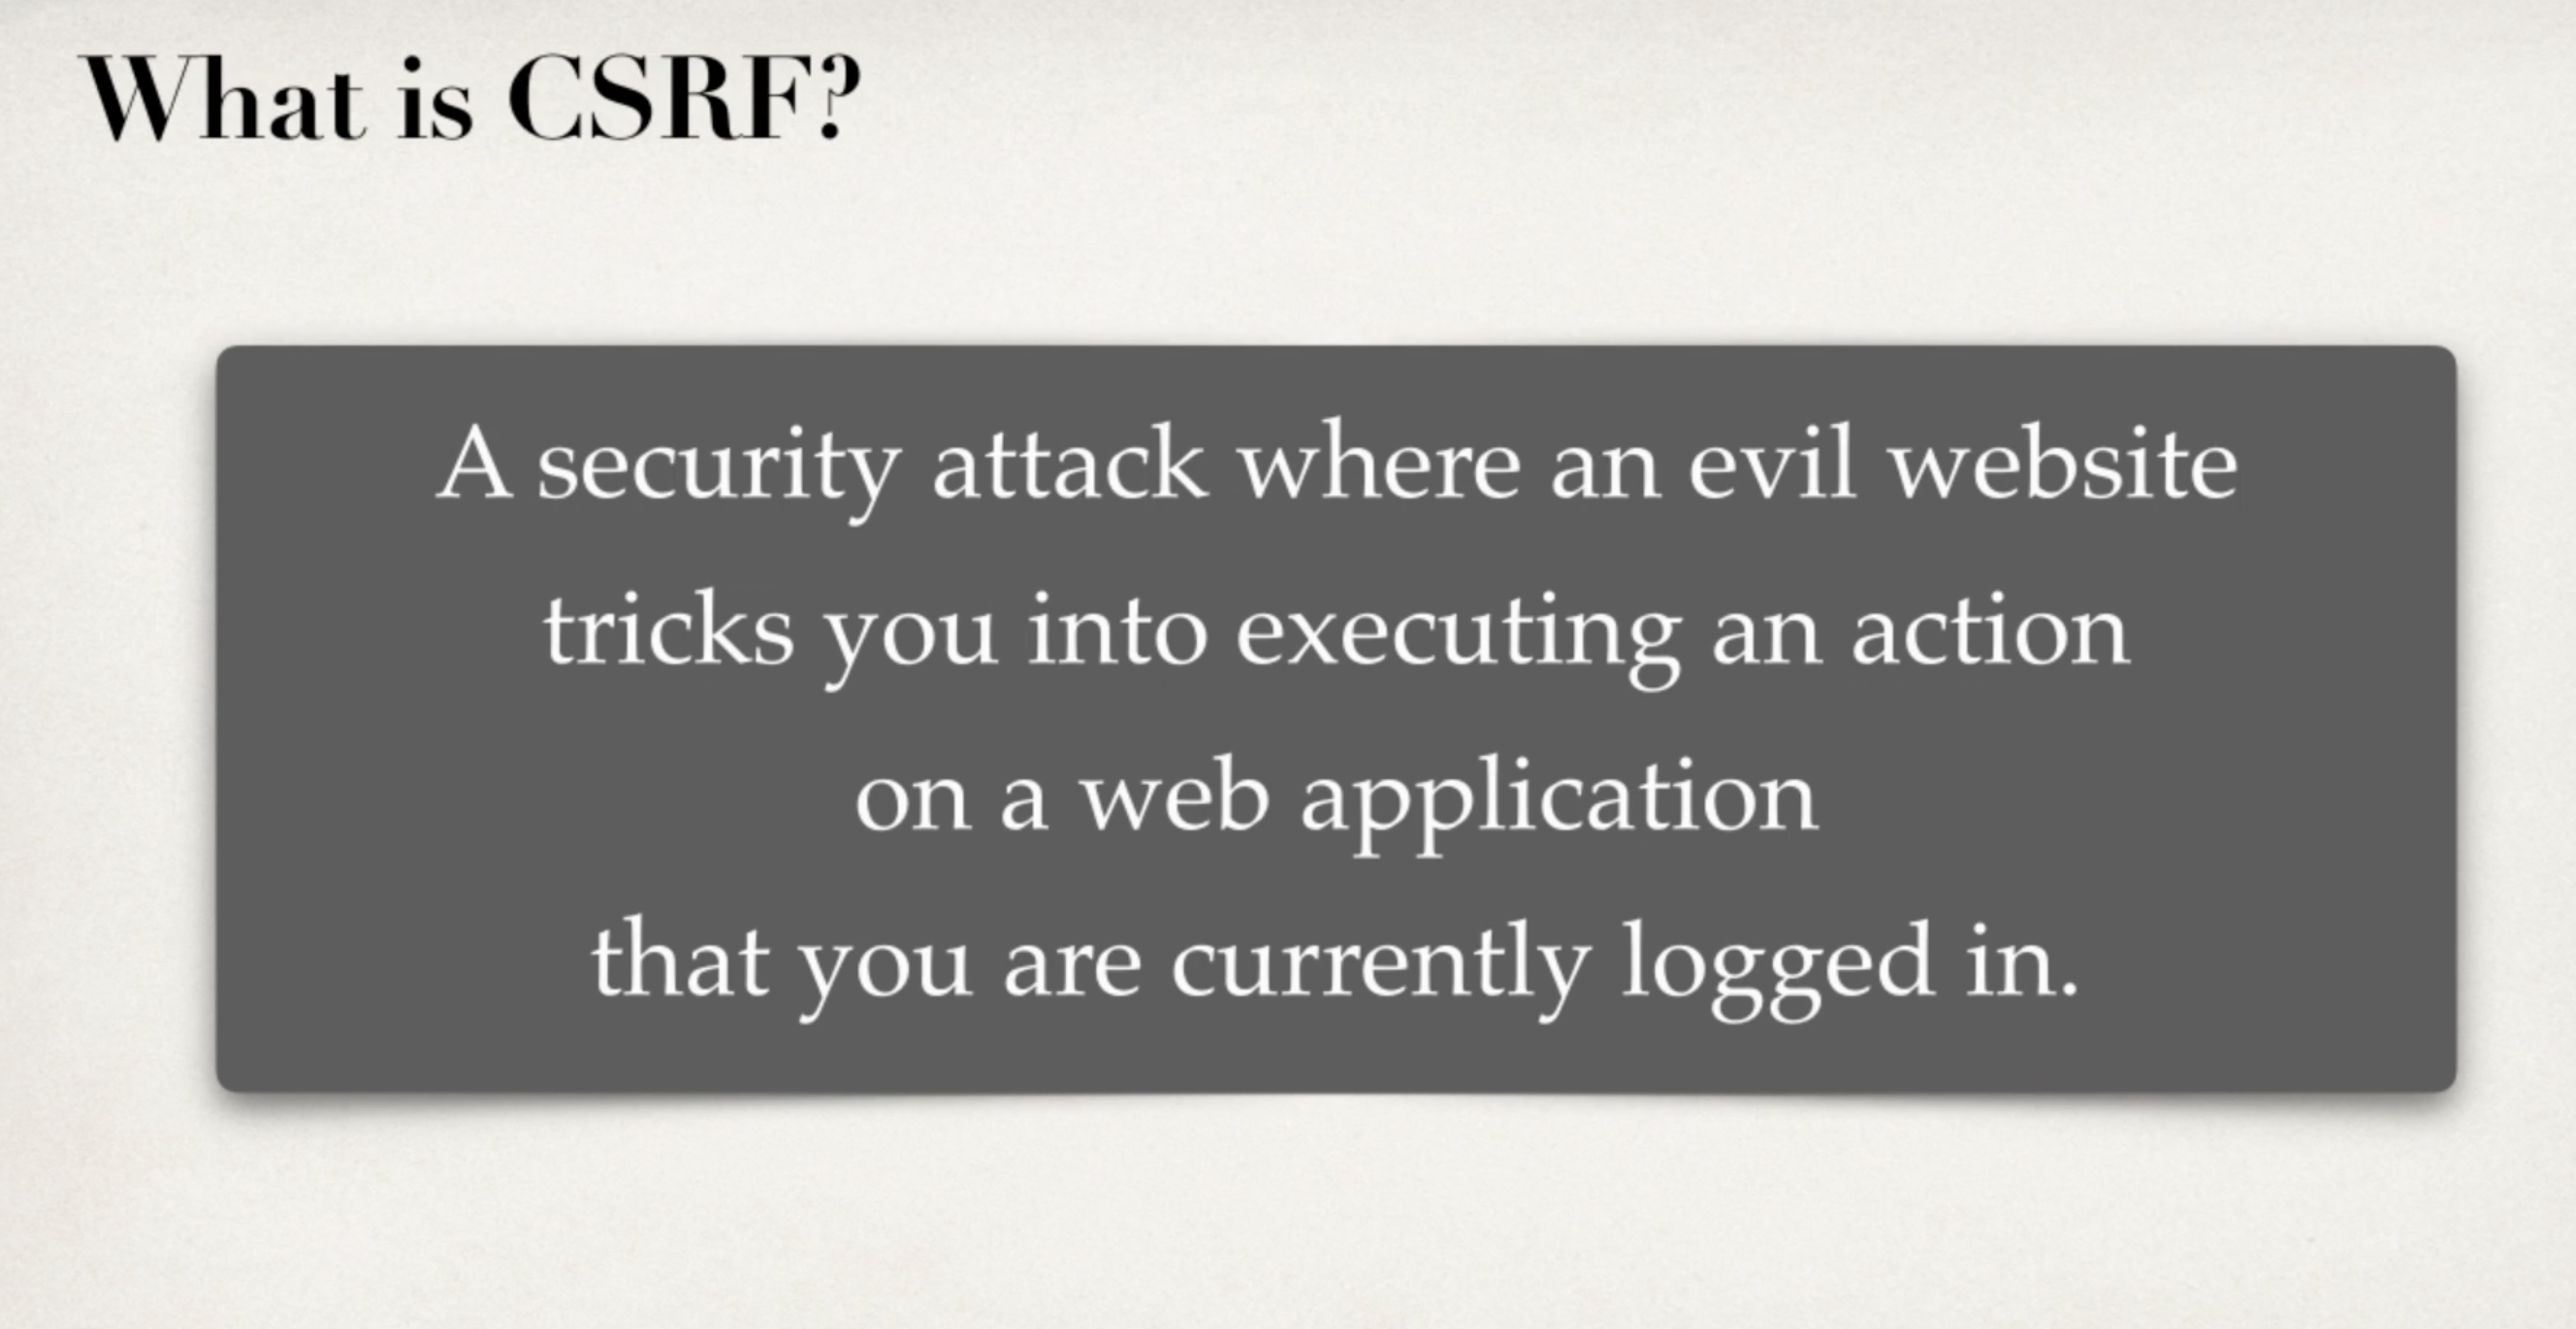 What is CSRF?
A security attack where an evil website
tricks you into executing an action
on a web application
that you are currently logged in.